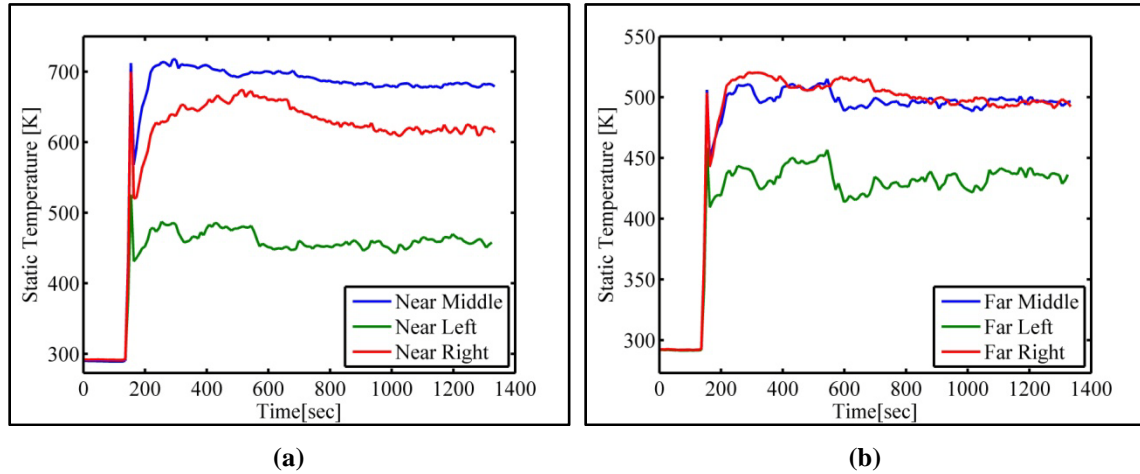 700
600
500
400
300
Static Temperature [K]
Near Middle
Near Left
Near Right
0 200 400 600 800 1000 1200 1400
Time[sec]
(a)
550
500
450
400
350
300
Static Temperature [K]
Far Middle
Far Left
Far Right
0 200 400 600 800 1000 1200 1400
Time[sec]
(b)